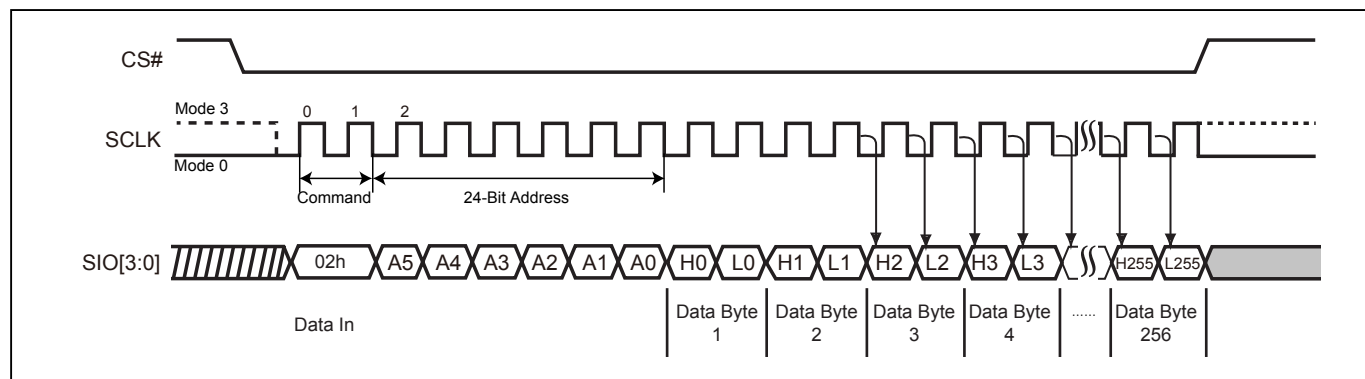 CS#
Mode 3
0 1 2
SCLK
Mode 0
Command 24-Bit Address
SIO[3:0] 02h A5 A4 A3 A2 A1 A0 H0 L0 H1 L1 H2 L2 H3 L3 H255 L255
Data In
Data Byte 1
Data Byte 2
Data Byte 3
Data Byte 4
......
Data Byte 256